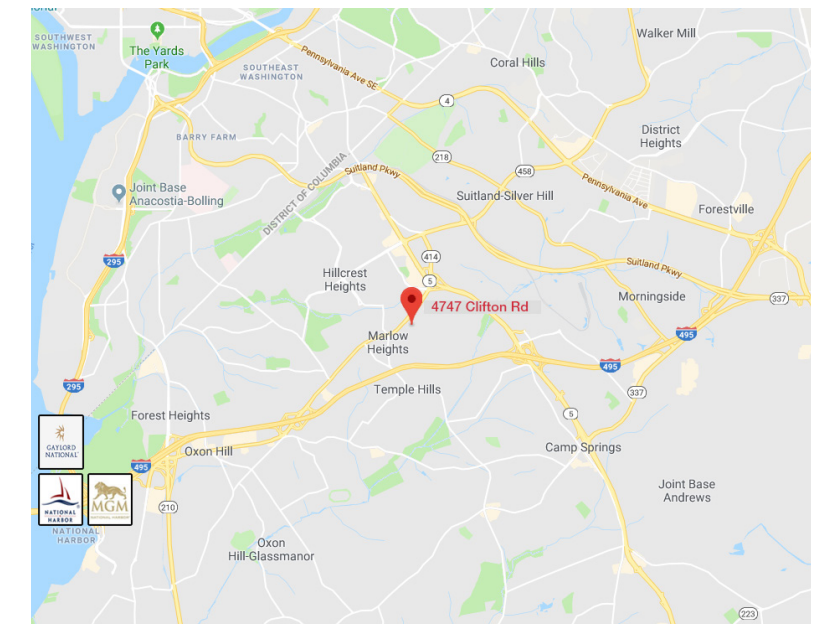 SOUTHWEST
WASHINGTON
The Yards
Park
SOUTHEAST
WASHINGTON
Pennsylvania Ave SE
Coral Hills
Walker Mill
4
BARRY FARM
218
District
Heights
DISTRICT OF COLUMBIA
Suitland Pkwy
458
Pennsylvania Ave
Joint Base
Anacostia-Bolling
Suitland-Silver Hill
Forestville
295
414
Hillcrest
Heights
5
Suitland Pkwy
Morningside
337
4747 Clifton Rd
Marlow
Heights
495
495
295
Temple Hills
337
Forest Heights
5
GAYLORD
NATIONAL
Oxon Hill
Camp Springs
495
NATIONAL
HARBOR
MGM
210
Joint Base
Andrews
NATIONAL
HARBOR
Oxon
Hill-Glassmanor
223